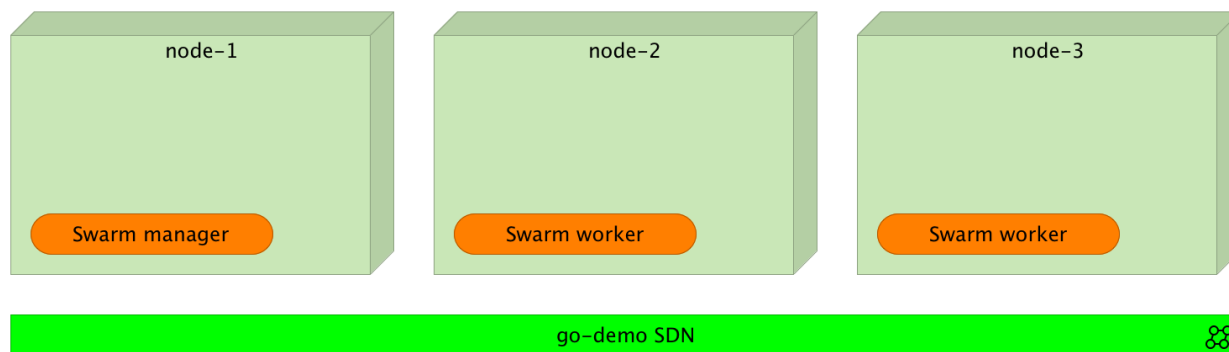 node-1
node-2
node-3
Swarm manager
Swarm worker
Swarm worker
go-demo SDN